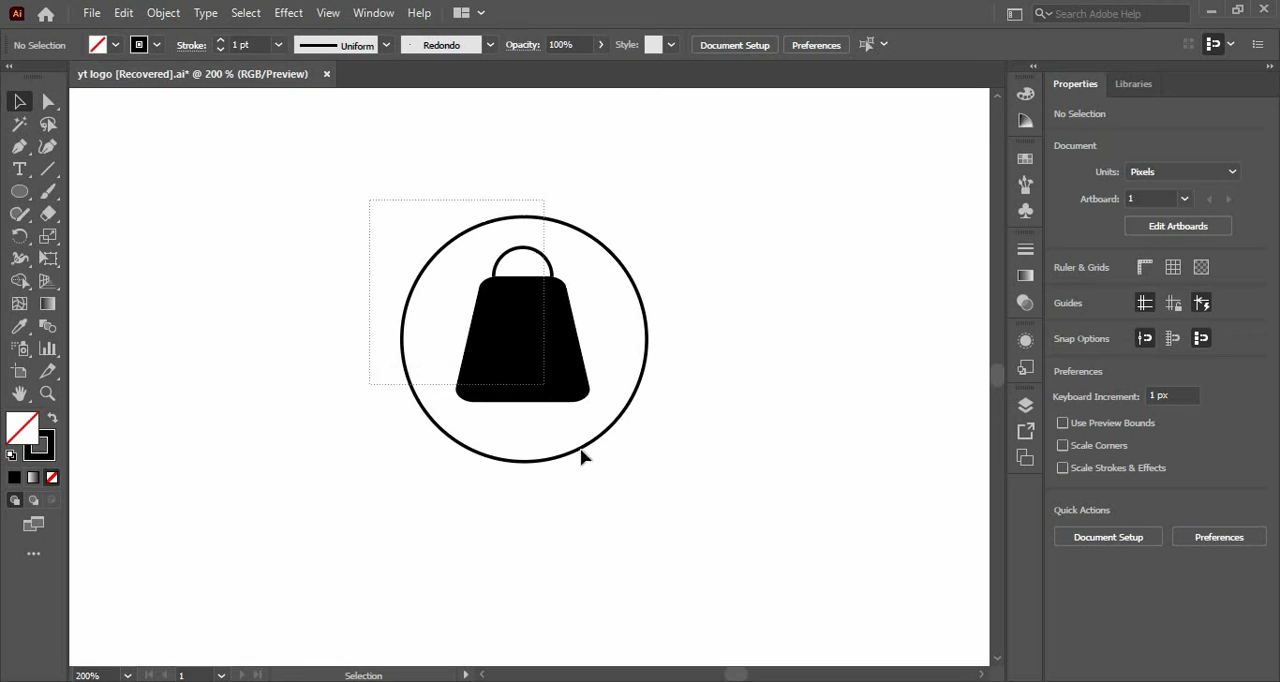 Ai File Edit Object Type Select Effect View Window Help Search Adobe Help
No Selection Stroke: 1 pt Uniform Redondo Opacity: 100% Style: Document Setup Preferences
yt logo [Recovered].ai* @ 200 % (RGB/Preview)
Properties Libraries
No Selection
Document
Units: Pixels
Artboard: 1
Edit Artboards
Ruler & Grids
Guides
Snap Options
Preferences
Keyboard Increment: 1 px
Use Preview Bounds
Scale Corners
Scale Strokes & Effects
Quick Actions
Document Setup Preferences
200% 1 Selection